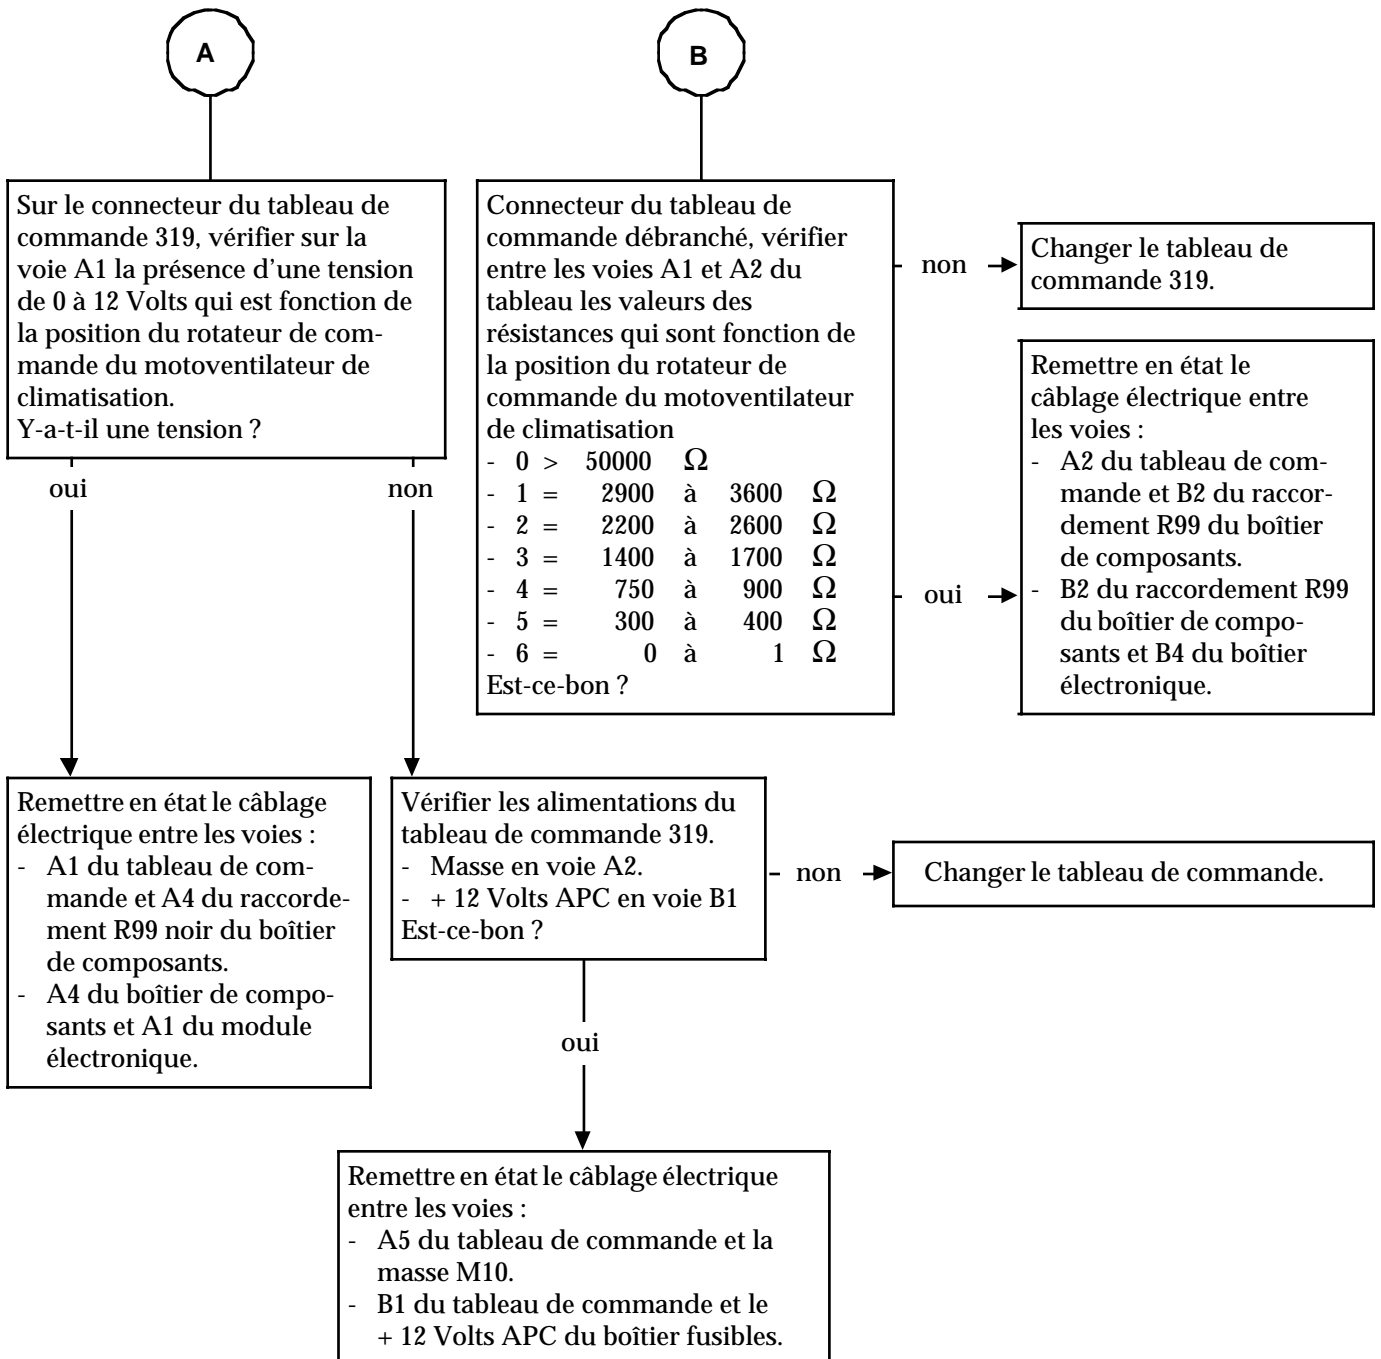 A
B
Sur le connecteur du tableau de
commande 319, vérifier sur la
voie A1 la présence d'une tension
de 0 à 12 Volts qui est fonction de
la position du rotateur de com-
mande du motoventilateur de
climatisation.
Y-a-t-il une tension ?
oui
non
Connecteur du tableau de
commande débranché, vérifier
entre les voies A1 et A2 du
tableau les valeurs des
résistances qui sont fonction de
la position du rotateur de
commande du motoventilateur
de climatisation
- 0 > 50000 Ω
- 1 = 2900 à 3600 Ω
- 2 = 2200 à 2600 Ω
- 3 = 1400 à 1700 Ω
- 4 = 750 à 900 Ω
- 5 = 300 à 400 Ω
- 6 = 0 à 1 Ω
Est-ce-bon ?
non
Changer le tableau de
commande 319.
oui
Remettre en état le
câblage électrique entre
les voies :
- A2 du tableau de com-
mande et B2 du raccor-
dement R99 du boîtier
de composants.
- B2 du raccordement R99
du boîtier de compo-
sants et B4 du boîtier
électronique.
Remettre en état le câblage
électrique entre les voies :
- A1 du tableau de com-
mande et A4 du raccorde-
ment R99 noir du boîtier
de composants.
- A4 du boîtier de compo-
sants et A1 du module
électronique.
Vérifier les alimentations du
tableau de commande 319.
- Masse en voie A2.
- + 12 Volts APC en voie B1
Est-ce-bon ?
non
Changer le tableau de commande.
oui
Remettre en état le câblage électrique
entre les voies :
- A5 du tableau de commande et la
masse M10.
- B1 du tableau de commande et le
+ 12 Volts APC du boîtier fusibles.